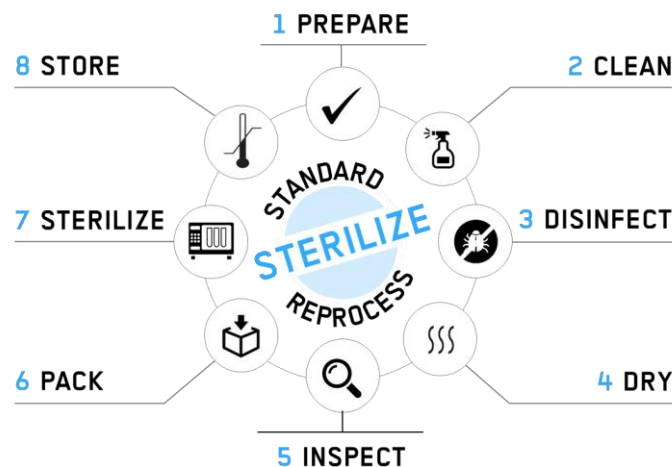 1 PREPARE
2 CLEAN
3 DISINFECT
4 DRY
5 INSPECT
6 PACK
7 STERILIZE
8 STORE
STANDARD
STERILIZE
REPROCESS